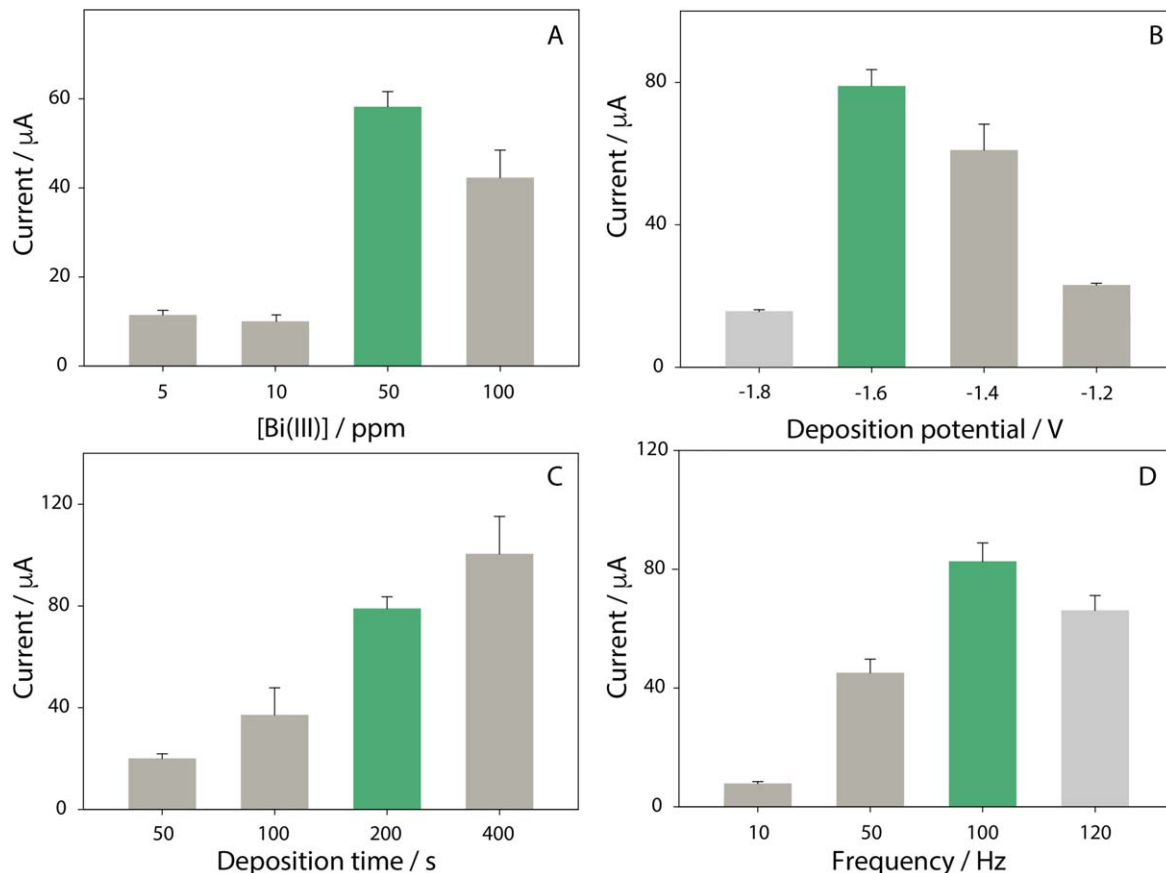 A
Current / μA
60
40
20
0
5 10 50 100
[Bi(III)] / ppm
B
Current / μA
80
40
0
-1.8 -1.6 -1.4 -1.2
Deposition potential / V
C
Current / μA
120
80
40
0
50 100 200 400
Deposition time / s
D
Current / μA
120
80
40
0
10 50 100 120
Frequency / Hz